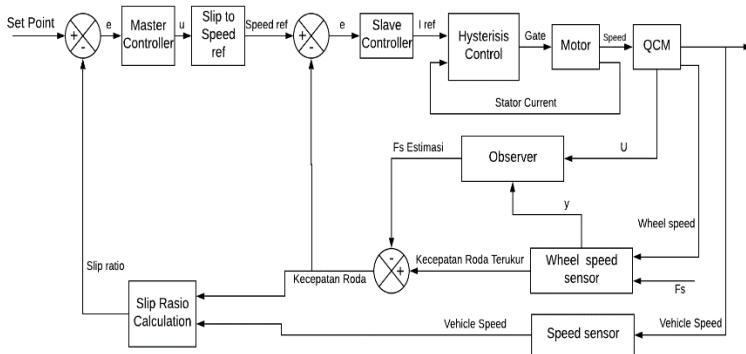 Set Point
+
-
e
Master
Controller
u
Slip to
Speed
ref
Speed ref
+
-
e
Slave
Controller
I ref
Hysterisis
Control
Gate
Motor
Speed
QCM
Stator Current
Fs Estimasi
Observer
U
y
Wheel speed
Slip ratio
-
+
Kecepatan Roda
Kecepatan Roda Terukur
Wheel speed
sensor
Fs
Slip Rasio
Calculation
Vehicle Speed
Speed sensor
Vehicle Speed